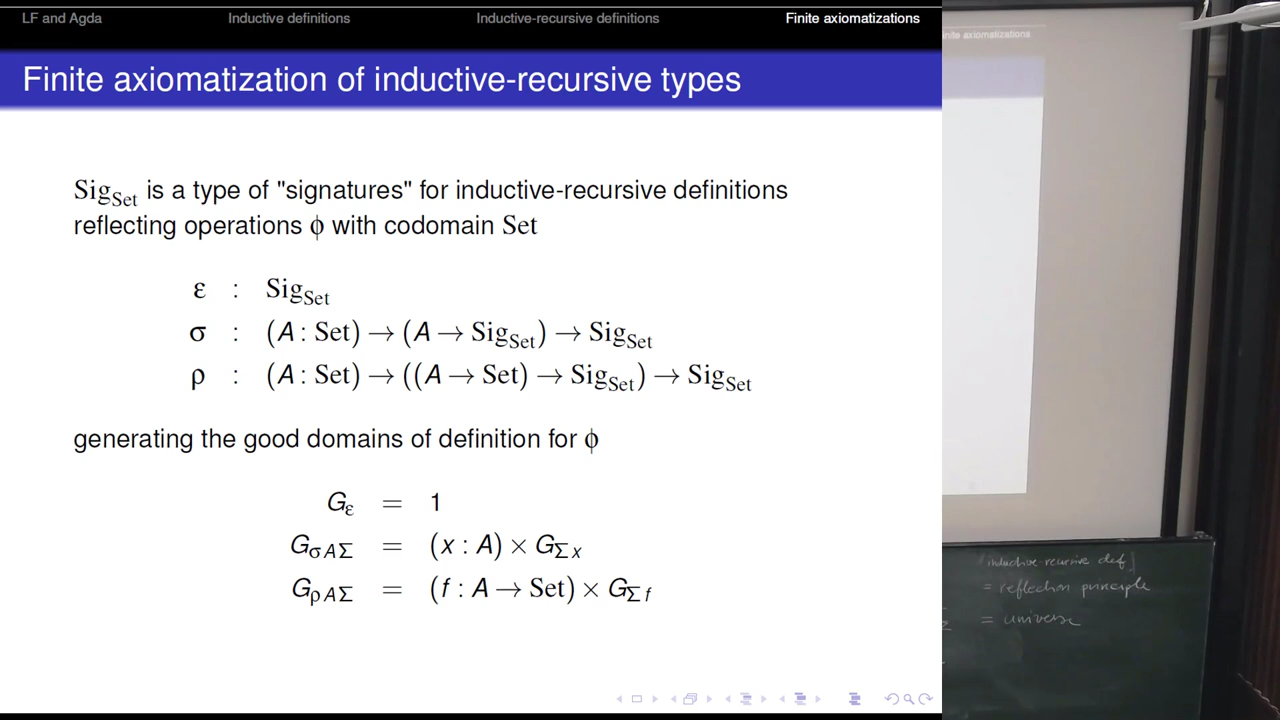 LF and Agda Inductive definitions Inductive-recursive definitions Finite axiomatizations
Finite axiomatization of inductive-recursive types
Sig_Set is a type of "signatures" for inductive-recursive definitions
reflecting operations ϕ with codomain Set
ε : Sig_Set
σ : (A : Set) → (A → Sig_Set) → Sig_Set
ρ : (A : Set) → ((A → Set) → Sig_Set) → Sig_Set
generating the good domains of definition for ϕ
G_ε = 1
G_σAΣ = (x : A) × G_Σx
G_ρAΣ = (f : A → Set) × G_Σf
finite axiomatizations
inductive-recursive def
= reflection principle
= universe